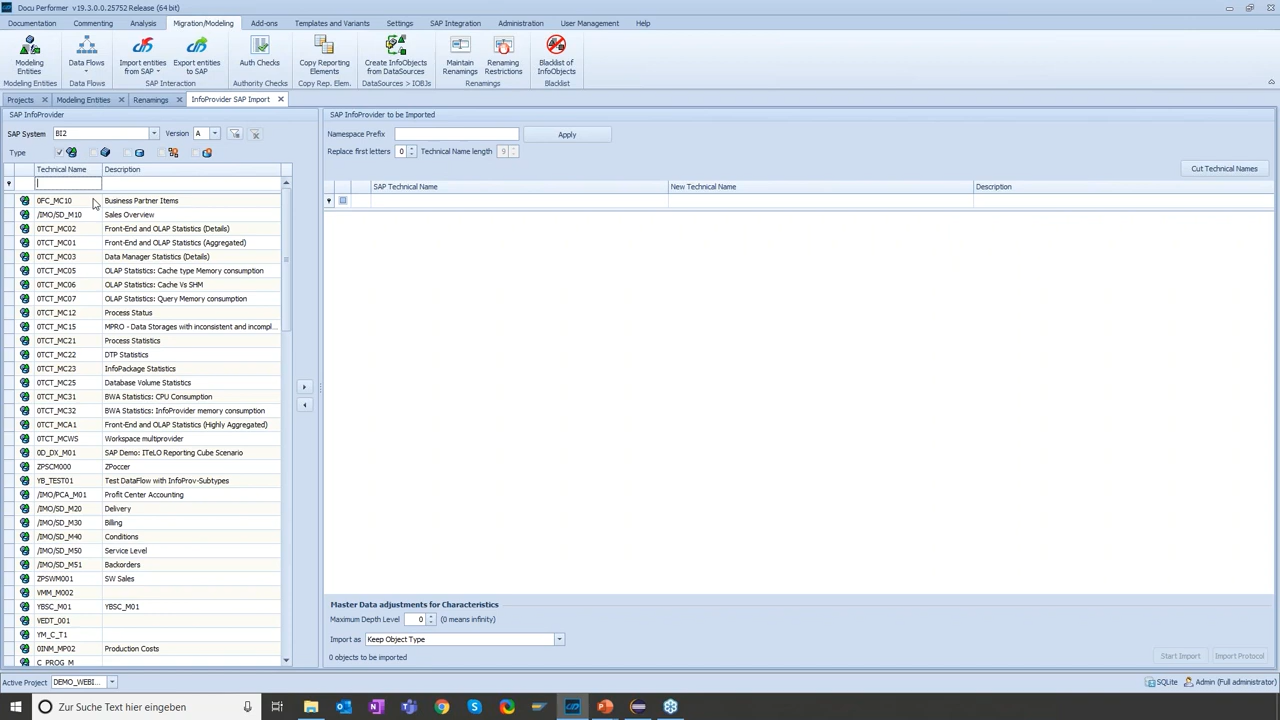 Docu Performer v19.3.0.0.25752 Release (64 bit)
Documentation Commenting Analysis Migration/Modeling Add-ons Templates and Variants Settings SAP Integration Administration User Management Help
Modeling Entities Data Flows Import entities from SAP Export entities to SAP Auth Checks Copy Reporting Elements Create InfoObjects from DataSources Maintain Renamings Renaming Restrictions Blacklist of InfoObjects
Modeling Entities Data Flows SAP Interaction Authority Checks Copy Rep. Elem. DataSources > IOBJs Renamings Blacklist
Projects Modeling Entities Renamings InfoProvider SAP Import
SAP InfoProvider
SAP System BI2 Version A
Type
Technical Name Description
0FC_MC10 Business Partner Items
/IMO/SD_M10 Sales Overview
0TCT_MC02 Front-End and OLAP Statistics (Details)
0TCT_MC01 Front-End and OLAP Statistics (Aggregated)
0TCT_MC03 Data Manager Statistics (Details)
0TCT_MC05 OLAP Statistics: Cache type Memory consumption
0TCT_MC06 OLAP Statistics: Cache Vs SHM
0TCT_MC07 OLAP Statistics: Query Memory consumption
0TCT_MC12 Process Status
0TCT_MC15 MPRO - Data Storages with inconsistent and incompl...
0TCT_MC21 Process Statistics
0TCT_MC22 DTP Statistics
0TCT_MC23 InfoPackage Statistics
0TCT_MC25 Database Volume Statistics
0TCT_MC31 BWA Statistics: CPU Consumption
0TCT_MC32 BWA Statistics: InfoProvider memory consumption
0TCT_MCA1 Front-End and OLAP Statistics (Highly Aggregated)
0TCT_MCWS Workspace multiprovider
0D_DX_M01 SAP Demo: ITeLO Reporting Cube Scenario
ZPSCM000 ZPoccer
YB_TEST01 Test DataFlow with InfoProv-Subtypes
/IMO/PCA_M01 Profit Center Accounting
/IMO/SD_M20 Delivery
/IMO/SD_M30 Billing
/IMO/SD_M40 Conditions
/IMO/SD_M50 Service Level
/IMO/SD_M51 Backorders
ZPSWM001 SW Sales
VMM_M002
YBSC_M01 YBSC_M01
VEDT_001
YM_C_T1
0INM_MP02 Production Costs
C_PROG_M
SAP InfoProvider to be Imported
Namespace Prefix Apply
Replace first letters 0 Technical Name length 9
Cut Technical Names
SAP Technical Name New Technical Name Description
Master Data adjustments for Characteristics
Maximum Depth Level 0 (0 means infinity)
Import as Keep Object Type
0 objects to be imported Start Import Import Protocol
Active Project DEMO_WEBI... SQLite Admin (Full administrator)
Zur Suche Text hier eingeben